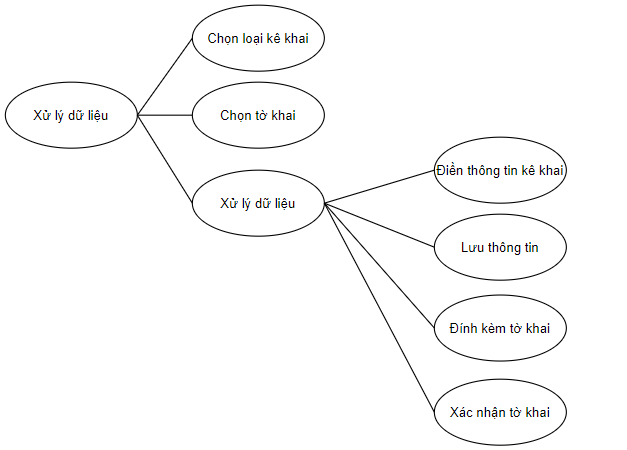 Chọn loại kê khai
Xử lý dữ liệu
Chọn tờ khai
Xử lý dữ liệu
Điền thông tin kê khai
Lưu thông tin
Đính kèm tờ khai
Xác nhận tờ khai